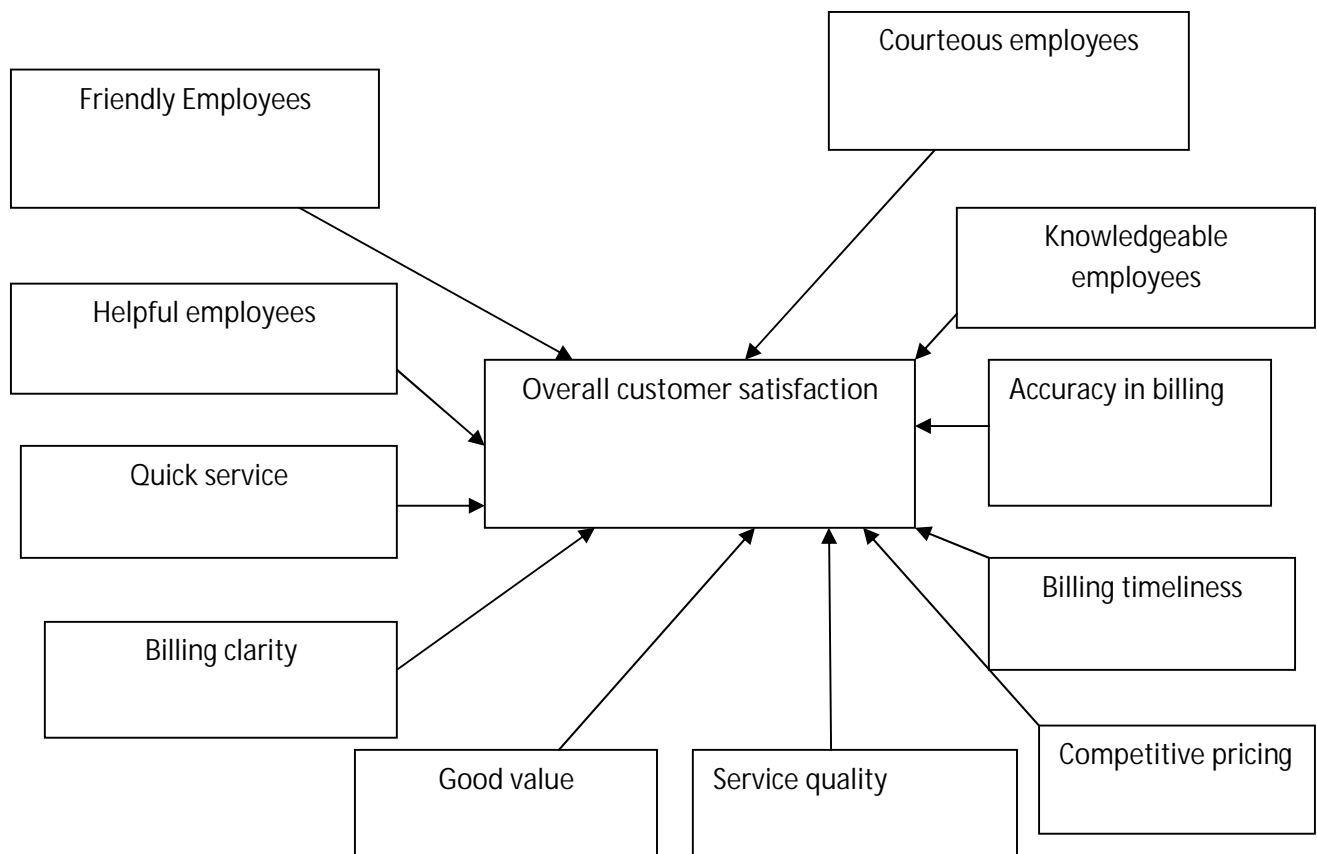 Courteous employees
Friendly Employees
Knowledgeable
employees
Helpful employees
Overall customer satisfaction
Accuracy in billing
Quick service
Billing timeliness
Billing clarity
Competitive pricing
Good value
Service quality